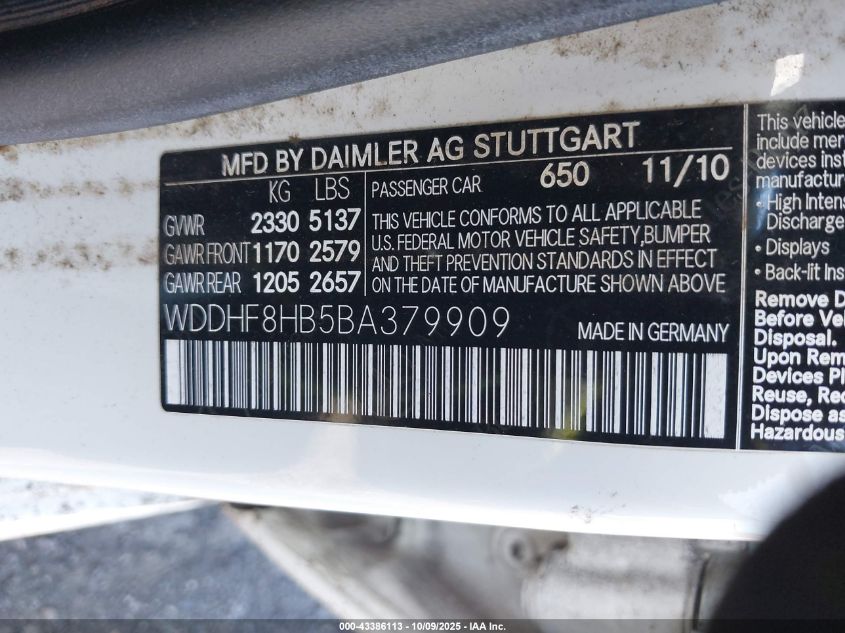 MFD BY DAIMLER AG STUTTGART
KG LBS
GVWR 2330 5137
GAWR FRONT 1170 2579
GAWR REAR 1205 2657
PASSENGER CAR 650 11/10
THIS VEHICLE CONFORMS TO ALL APPLICABLE
U.S. FEDERAL MOTOR VEHICLE SAFETY,BUMPER
AND THEFT PREVENTION STANDARDS IN EFFECT
ON THE DATE OF MANUFACTURE SHOWN ABOVE
WDDHF8HB5BA379909
MADE IN GERMANY
This vehicle
include mer
devices inst
manufacture
· High Intens
Discharge
· Displays
· Back-lit Ins
Remove D
Before Veh
Disposal.
Upon Rem
Devices Pl
Reuse, Rec
Dispose as
Hazardous
000-43386113 - 10/09/2025 - IAA Inc.